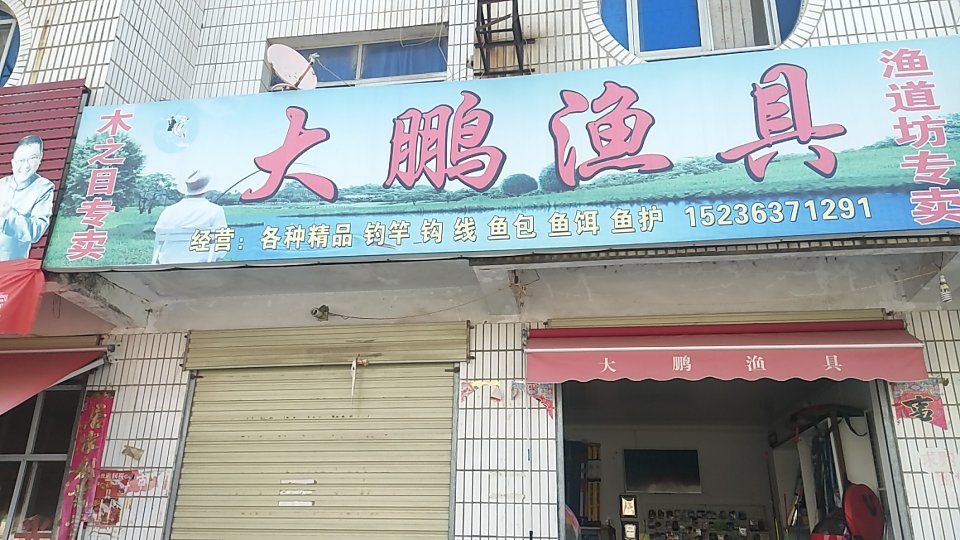 木之目专卖
大鹏渔具
渔道坊专卖
经营：各种精品 钓竿 钩 线 鱼包 鱼饵 鱼护 15236371291
大鹏渔具